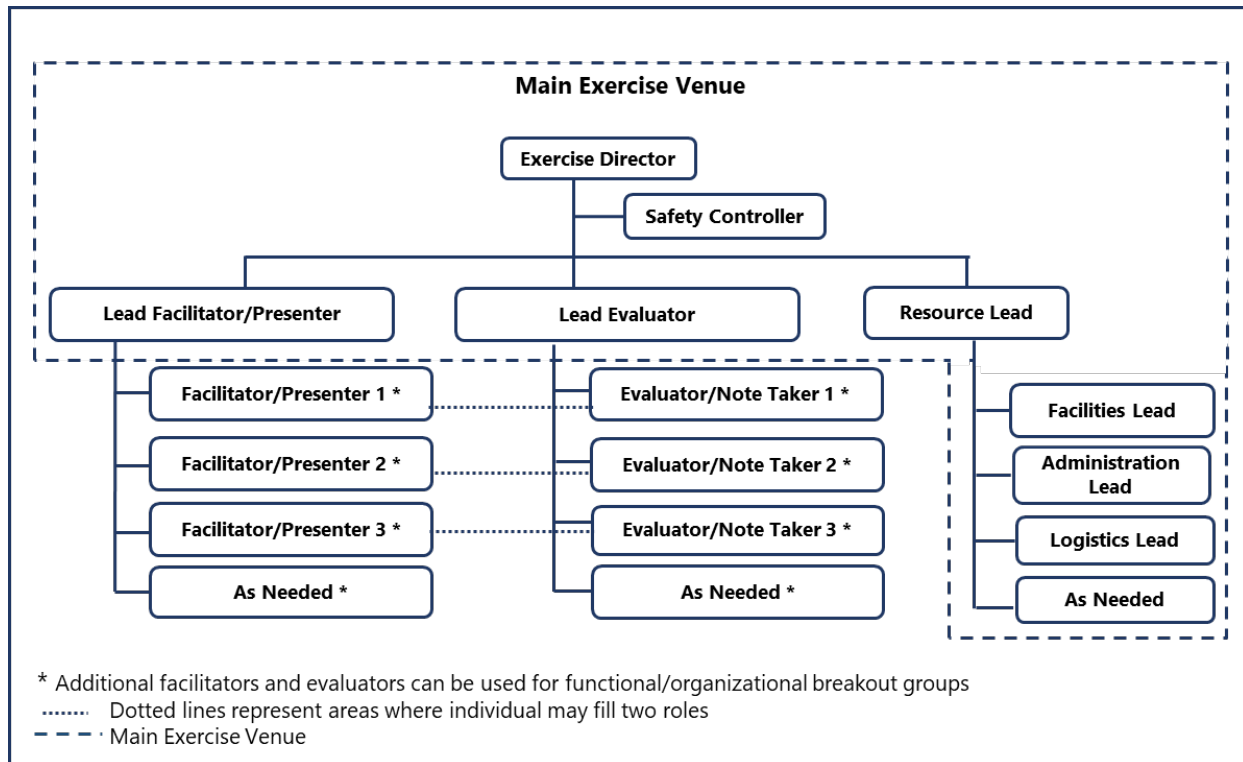 Main Exercise Venue
Exercise Director
Safety Controller
Lead Facilitator/Presenter
Lead Evaluator
Resource Lead
Facilitator/Presenter 1 *
Facilitator/Presenter 2 *
Facilitator/Presenter 3 *
As Needed *
Evaluator/Note Taker 1 *
Evaluator/Note Taker 2 *
Evaluator/Note Taker 3 *
As Needed *
Facilities Lead
Administration
Lead
Logistics Lead
As Needed
* Additional facilitators and evaluators can be used for functional/organizational breakout groups
Dotted lines represent areas where individual may fill two roles
Main Exercise Venue